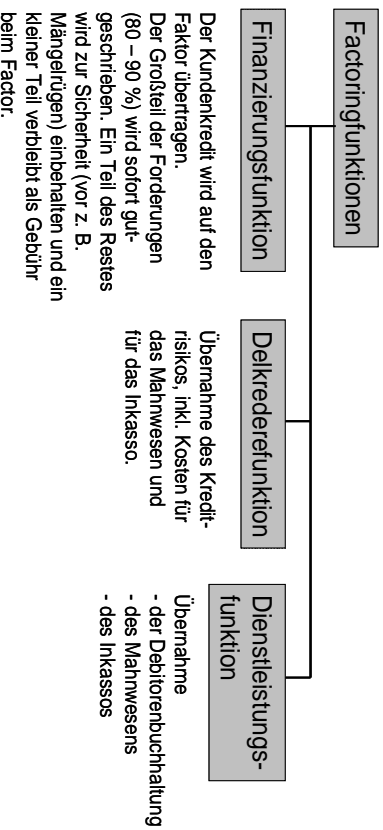 Factoringfunktionen
Finanzierungsfunktion
Der Kundenkredit wird auf den
Faktor übertragen.
Der Großteil der Forderungen
(80 – 90 %) wird sofort gut-
geschrieben. Ein Teil des Restes
wird zur Sicherheit (vor z. B.
Mängelrügen) einbehalten und ein
kleiner Teil verbleibt als Gebühr
beim Factor.
Delkrederefunktion
Übernahme des Kredit-
risikos, inkl. Kosten für
das Mahnwesen und
für das Inkasso.
Dienstleistungs-
funktion
Übernahme
- der Debitorenbuchhaltung
- des Mahnwesens
- des Inkassos